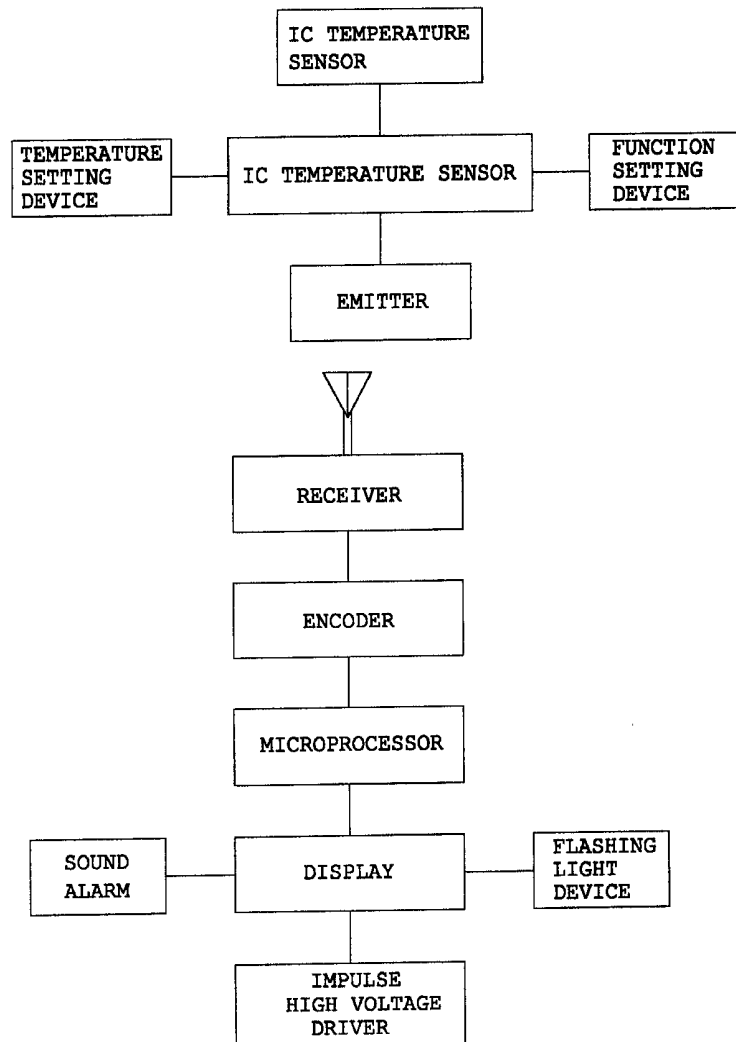 IC TEMPERATURE
SENSOR
TEMPERATURE
SETTING
DEVICE
IC TEMPERATURE SENSOR
FUNCTION
SETTING
DEVICE
EMITTER
RECEIVER
ENCODER
MICROPROCESSOR
SOUND
ALARM
DISPLAY
FLASHING
LIGHT
DEVICE
IMPULSE
HIGH VOLTAGE
DRIVER